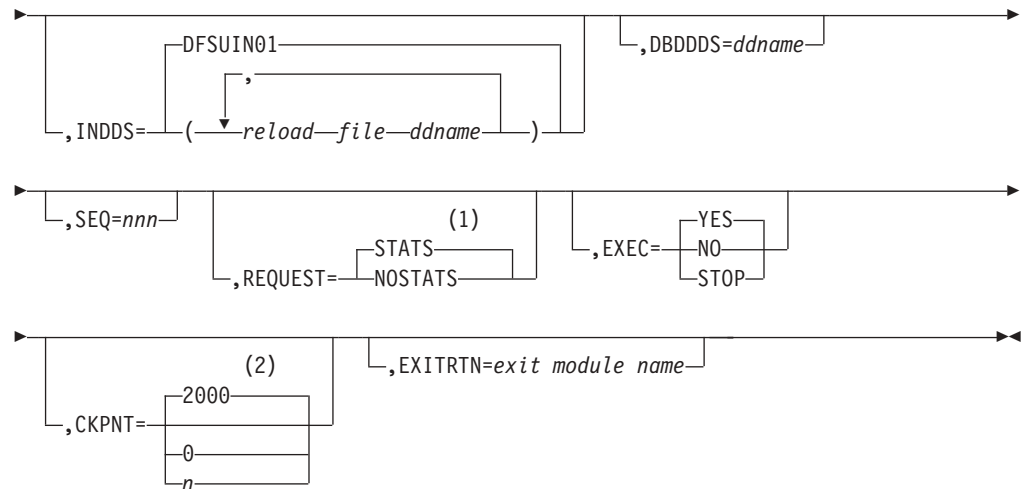 DFSUIN01
,DBDDDS=ddname
,
,INDDS= ( reload file ddname )
,SEQ=nnn
(1)
STATS
YES
,EXEC= NO
,REQUEST= NOSTATS
STOP
(2)
,EXITRTN=exit module name
2000
,CKPNT=
0
n